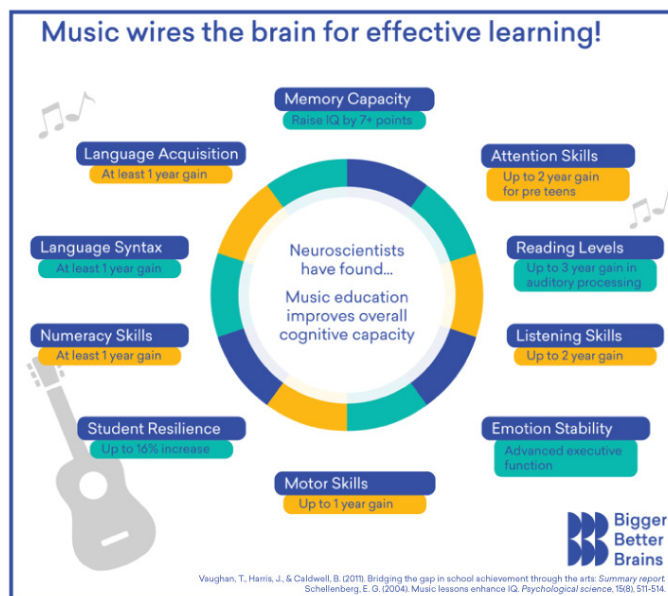 Music wires the brain for effective learning!
Memory Capacity
Raise IQ by 7+ points
Language Acquisition
At least 1 year gain
Attention Skills
Up to 2 year gain
for pre teens
Language Syntax
At least 1 year gain
Neuroscientists
have found...
Music education
improves overall
cognitive capacity
Reading Levels
Up to 3 year gain in
auditory processing
Numeracy Skills
At least 1 year gain
Listening Skills
Up to 2 year gain
Student Resilience
Up to 16% increase
Emotion Stability
Advanced executive
function
Motor Skills
Up to 1 year gain
Bigger
Better
Brains
Vaughan, T., Harris, J., & Caldwell, B. (2011). Bridging the gap in school achievement through the arts: Summary report.
Schellenberg, E. G. (2004). Music lessons enhance IQ. Psychological science, 15(8), 511-514.